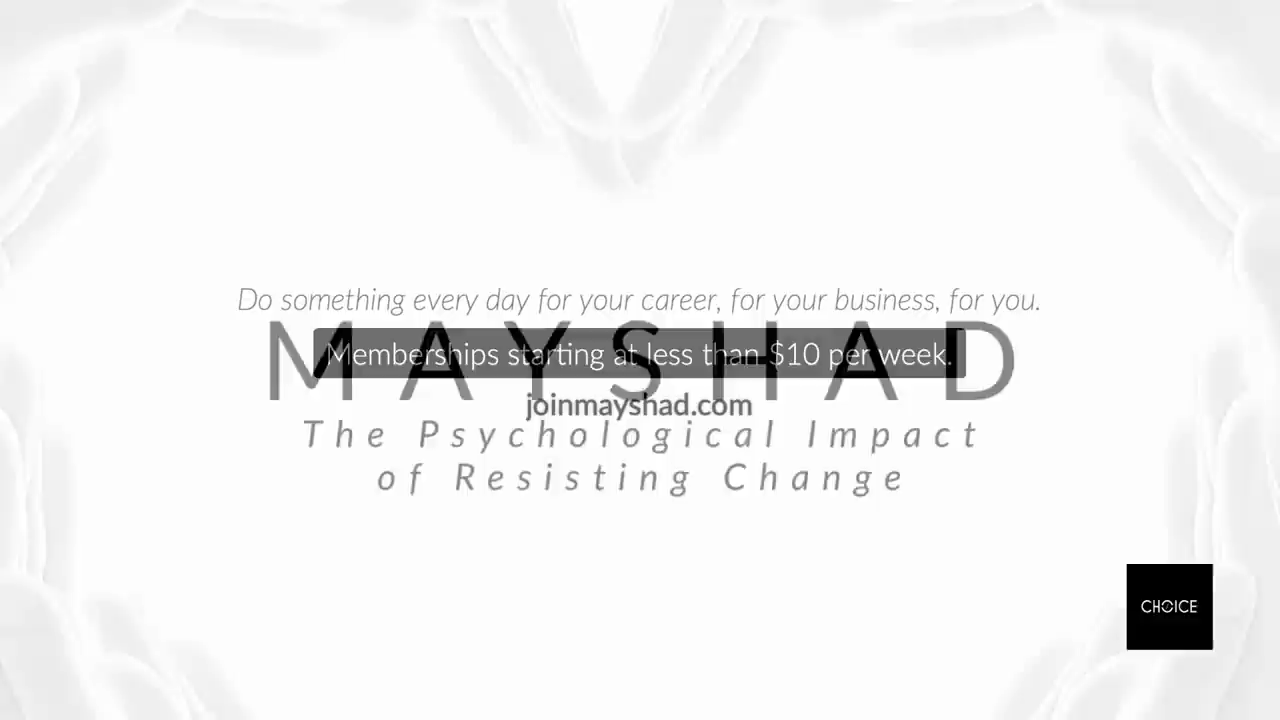 Do something every day for your career, for your business, for you.
MAYSHAD
Memberships starting at less than $10 per week.
joinmayshad.com
The Psychological Impact
of Resisting Change
CHOICE